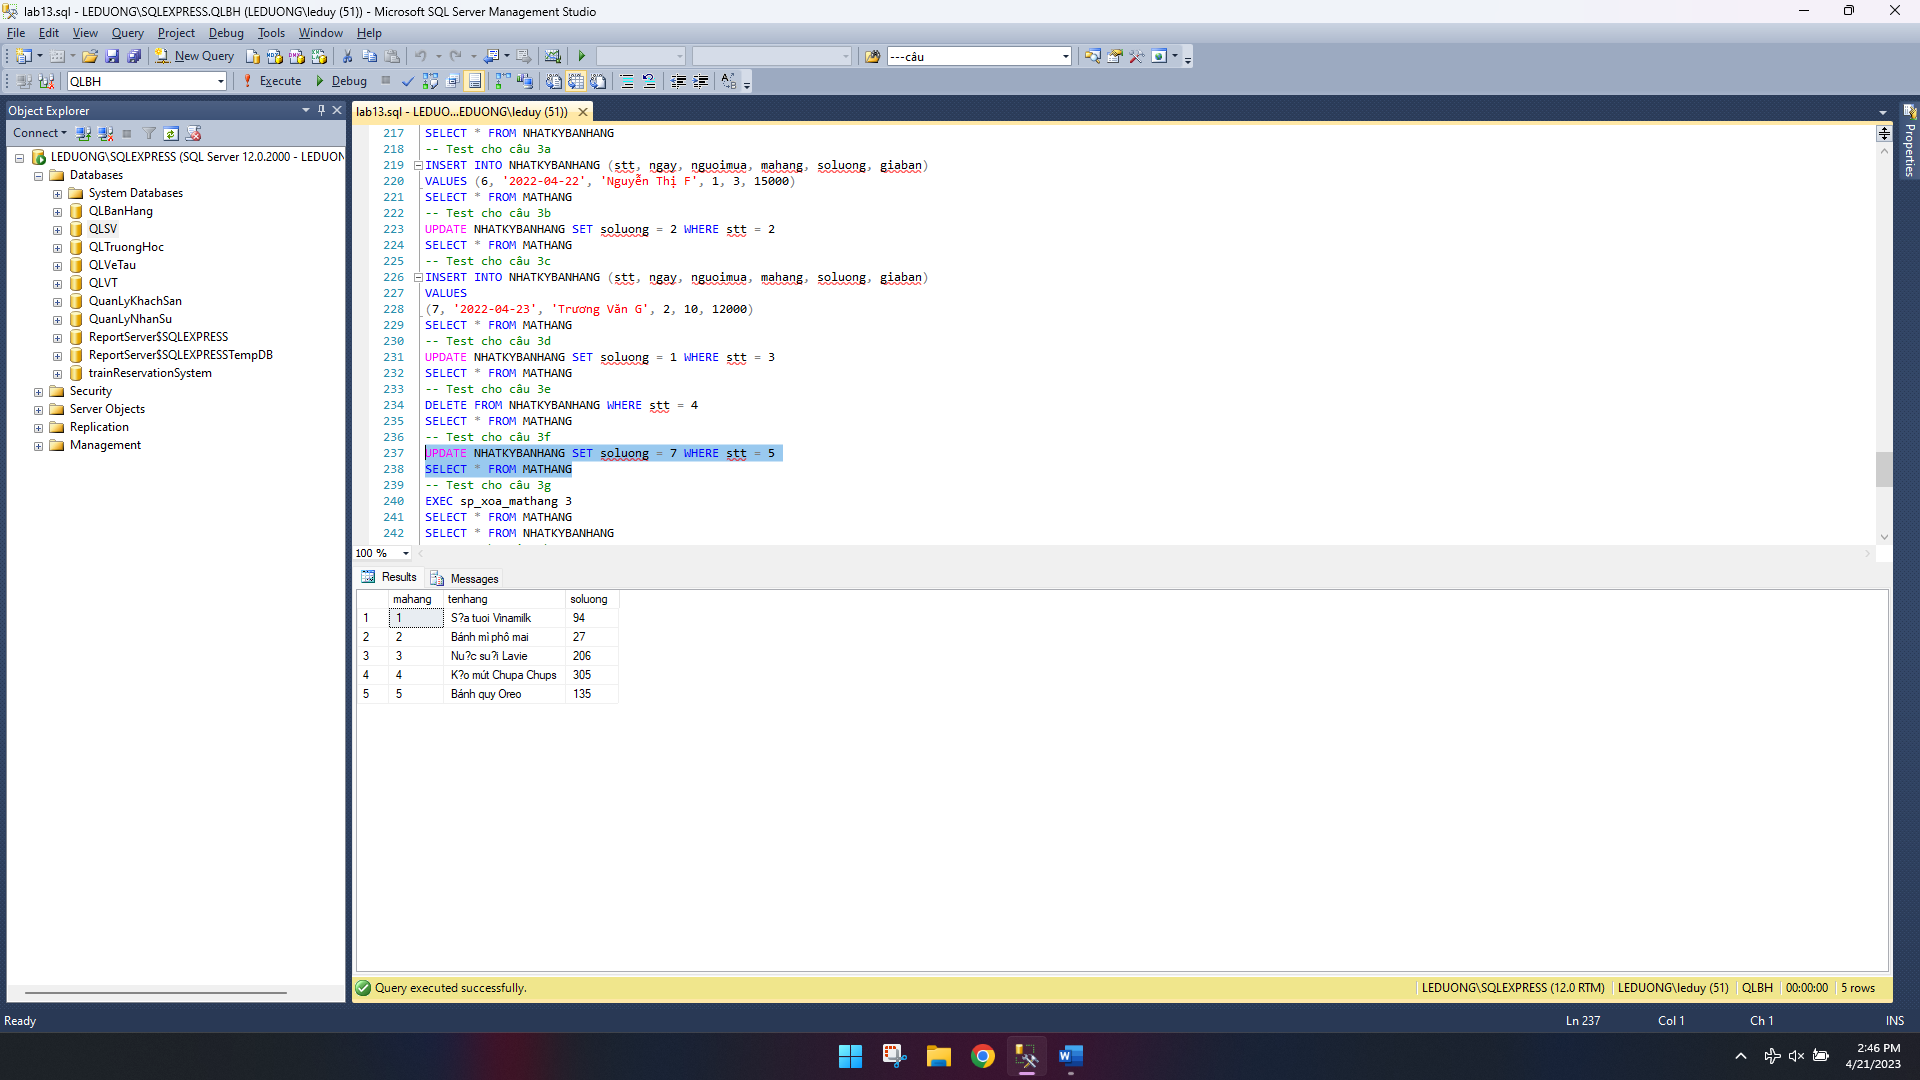 lab13.sql - LEDUONG\SQLEXPRESS.QLBH (LEDUONG\leduy (51)) - Microsoft SQL Server Management Studio
File Edit View Query Project Debug Tools Window Help
New Query ---câu
QLBH Execute Debug
Object Explorer
Connect
LEDUONG\SQLEXPRESS (SQL Server 12.0.2000 - LEDUON
Databases
System Databases
QLBanHang
QLSV
QLTruongHoc
QLVeTau
QLVT
QuanLyKhachSan
QuanLyNhanSu
ReportServer$SQLEXPRESS
ReportServer$SQLEXPRESSTempDB
trainReservationSystem
Security
Server Objects
Replication
Management
lab13.sql - LEDUO...EDUONG\leduy (51))
217 SELECT * FROM NHATKYBANHANG
218 -- Test cho câu 3a
219 INSERT INTO NHATKYBANHANG (stt, ngay, nguoimua, mahang, soluong, giaban)
220 VALUES (6, '2022-04-22', 'Nguyễn Thị F', 1, 3, 15000)
221 SELECT * FROM MATHANG
222 -- Test cho câu 3b
223 UPDATE NHATKYBANHANG SET soluong = 2 WHERE stt = 2
224 SELECT * FROM MATHANG
225 -- Test cho câu 3c
226 INSERT INTO NHATKYBANHANG (stt, ngay, nguoimua, mahang, soluong, giaban)
227 VALUES
228 (7, '2022-04-23', 'Trương Văn G', 2, 10, 12000)
229 SELECT * FROM MATHANG
230 -- Test cho câu 3d
231 UPDATE NHATKYBANHANG SET soluong = 1 WHERE stt = 3
232 SELECT * FROM MATHANG
233 -- Test cho câu 3e
234 DELETE FROM NHATKYBANHANG WHERE stt = 4
235 SELECT * FROM MATHANG
236 -- Test cho câu 3f
237 UPDATE NHATKYBANHANG SET soluong = 7 WHERE stt = 5
238 SELECT * FROM MATHANG
239 -- Test cho câu 3g
240 EXEC sp_xoa_mathang 3
241 SELECT * FROM MATHANG
242 SELECT * FROM NHATKYBANHANG
100 %
Results Messages
mahang tenhang soluong
1 1 S?a tuoi Vinamilk 94
2 2 Bánh mì phô mai 27
3 3 Nu?c su?i Lavie 206
4 4 K?o mút Chupa Chups 305
5 5 Bánh quy Oreo 135
Query executed successfully. LEDUONG\SQLEXPRESS (12.0 RTM) LEDUONG\leduy (51) QLBH 00:00:00 5 rows
Ready Ln 237 Col 1 Ch 1 INS
Properties
2:46 PM
4/21/2023